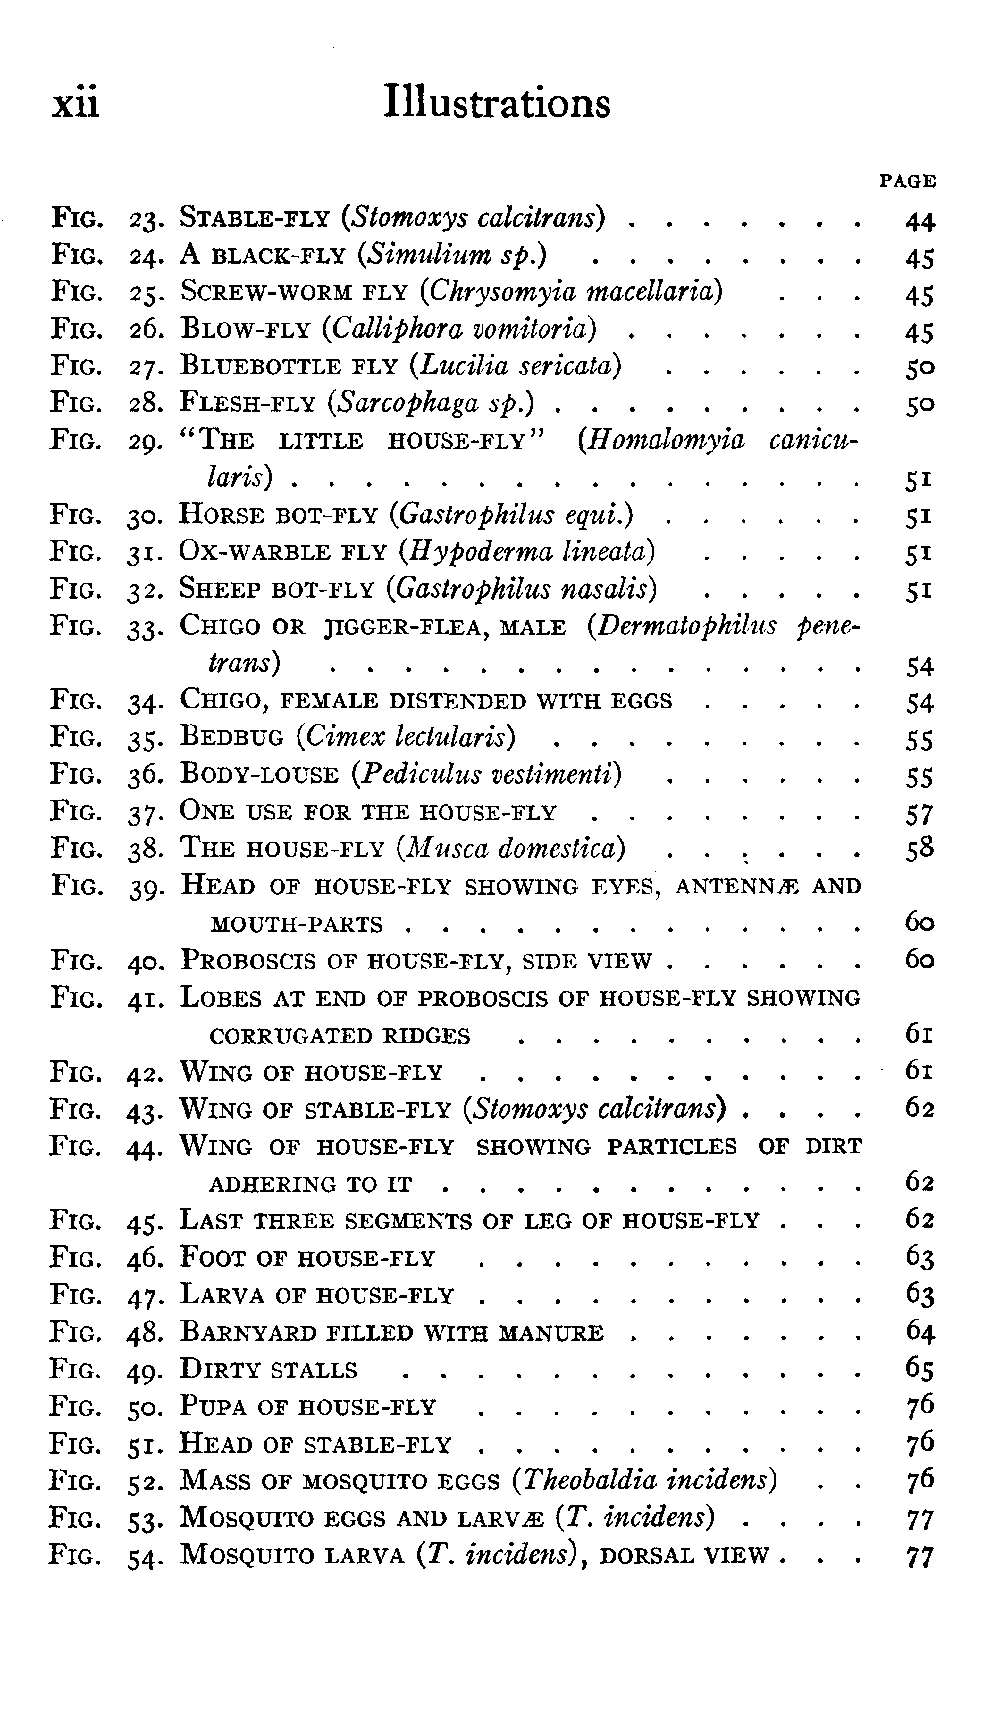 xii Illustrations
PAGE
FIG. 23. STABLE-FLY (Stomoxys calcitrans) . . . . . . . 44
FIG. 24. A BLACK-FLY (Simulium sp.) . . . . . . . . 45
FIG. 25. SCREW-WORM FLY (Chrysomyia macellaria) . . . 45
FIG. 26. BLOW-FLY (Calliphora vomitoria) . . . . . . . 45
FIG. 27. BLUEBOTTLE FLY (Lucilia sericata) . . . . . . 50
FIG. 28. FLESH-FLY (Sarcophaga sp.) . . . . . . . . . 50
FIG. 29. "THE LITTLE HOUSE-FLY" (Homalomyia canicu-
laris) . . . . . . . . . . . . . . . . 51
FIG. 30. HORSE BOT-FLY (Gastrophilus equi.) . . . . . . 51
FIG. 31. OX-WARBLE FLY (Hypoderma lineata) . . . . . 51
FIG. 32. SHEEP BOT-FLY (Gastrophilus nasalis) . . . . . 51
FIG. 33. CHIGO OR JIGGER-FLEA, MALE (Dermatophilus pene-
trans) . . . . . . . . . . . . . . . 54
FIG. 34. CHIGO, FEMALE DISTENDED WITH EGGS . . . . . 54
FIG. 35. BEDBUG (Cimex lectularis) . . . . . . . . . 55
FIG. 36. BODY-LOUSE (Pediculus vestimenti) . . . . . . 55
FIG. 37. ONE USE FOR THE HOUSE-FLY . . . . . . . . 57
FIG. 38. THE HOUSE-FLY (Musca domestica) . . . . . . 58
FIG. 39. HEAD OF HOUSE-FLY SHOWING EYES, ANTENNÆ AND
MOUTH-PARTS . . . . . . . . . . . . . 60
FIG. 40. PROBOSCIS OF HOUSE-FLY, SIDE VIEW . . . . . . 60
FIG. 41. LOBES AT END OF PROBOSCIS OF HOUSE-FLY SHOWING
CORRUGATED RIDGES . . . . . . . . . . 61
FIG. 42. WING OF HOUSE-FLY . . . . . . . . . . . 61
FIG. 43. WING OF STABLE-FLY (Stomoxys calcitrans) . . . . 62
FIG. 44. WING OF HOUSE-FLY SHOWING PARTICLES OF DIRT
ADHERING TO IT . . . . . . . . . . . . 62
FIG. 45. LAST THREE SEGMENTS OF LEG OF HOUSE-FLY . . . 62
FIG. 46. FOOT OF HOUSE-FLY . . . . . . . . . . . 63
FIG. 47. LARVA OF HOUSE-FLY . . . . . . . . . . . 63
FIG. 48. BARNYARD FILLED WITH MANURE . . . . . . . 64
FIG. 49. DIRTY STALLS . . . . . . . . . . . . . 65
FIG. 50. PUPA OF HOUSE-FLY . . . . . . . . . . . 76
FIG. 51. HEAD OF STABLE-FLY . . . . . . . . . . . 76
FIG. 52. MASS OF MOSQUITO EGGS (Theobaldia incidens) . . 76
FIG. 53. MOSQUITO EGGS AND LARVÆ (T. incidens) . . . . 77
FIG. 54. MOSQUITO LARVA (T. incidens), DORSAL VIEW . . . 77